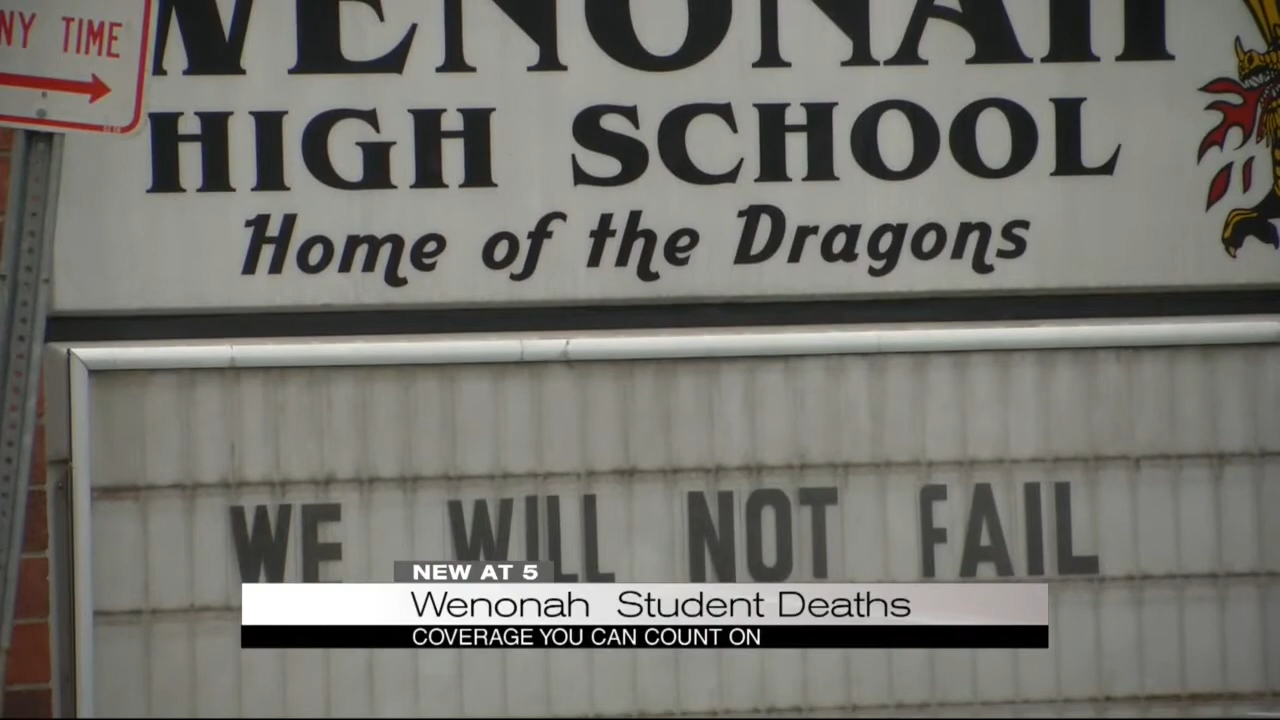 NY TIME
WENONAH
HIGH SCHOOL
Home of the Dragons
WE WILL NOT FAIL
NEW AT 5
Wenonah Student Deaths
COVERAGE YOU CAN COUNT ON